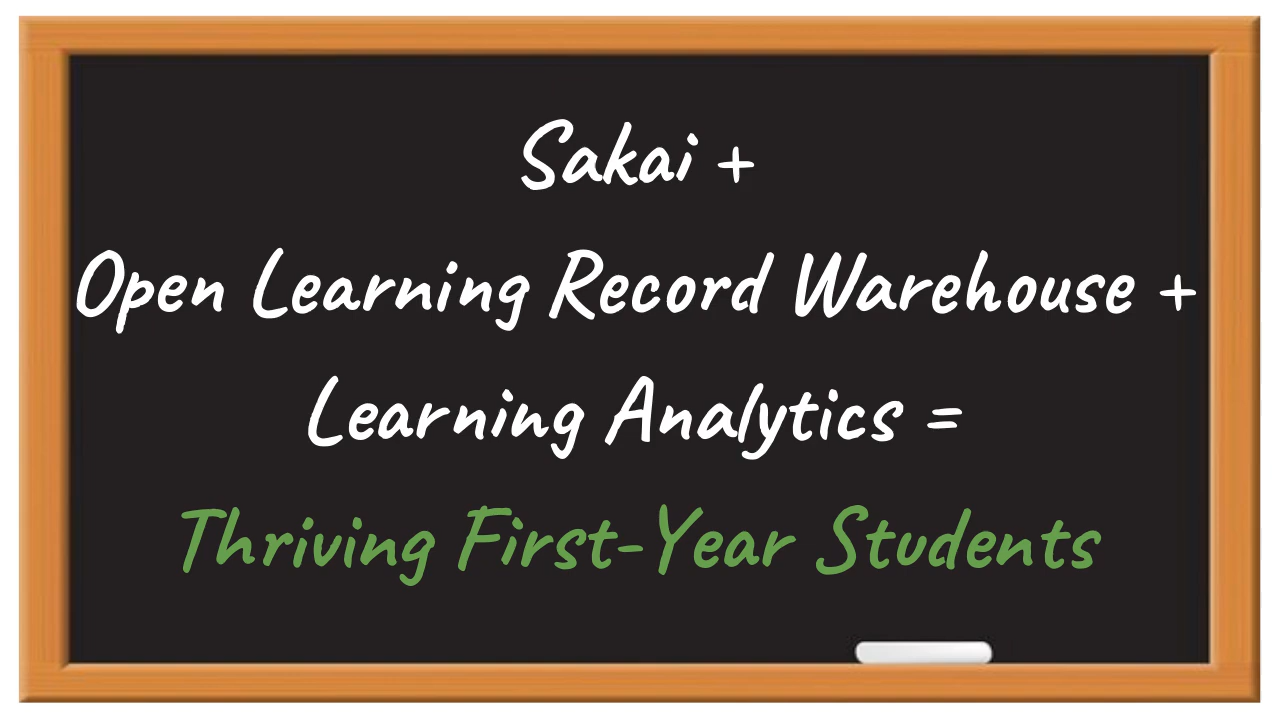 Sakai +
Open Learning Record Warehouse +
Learning Analytics =
Thriving First-Year Students